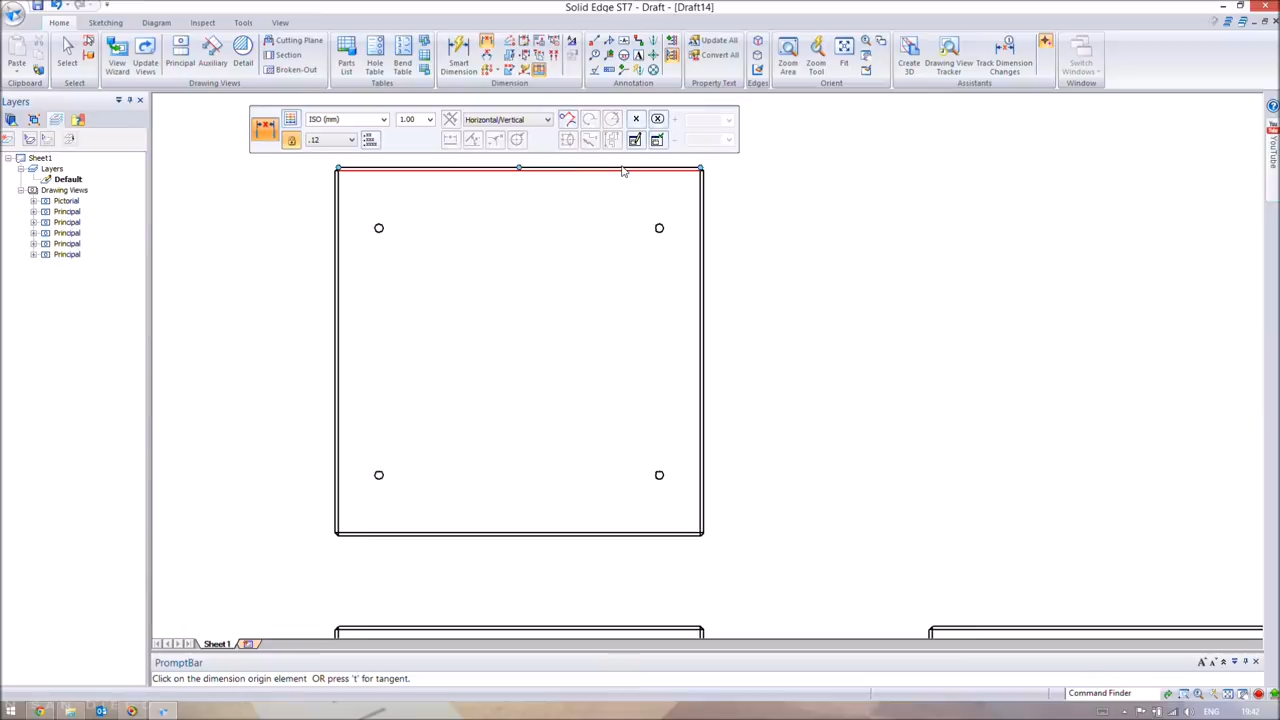 Solid Edge ST7 - Draft - [Draft14]
Home Sketching Diagram Inspect Tools View
Paste
Clipboard
Select
Select
View Wizard
Update Views
Principal Auxiliary Detail
Cutting Plane
Section
Broken-Out
Drawing Views
Parts List
Hole Table
Bend Table
Tables
Smart Dimension
Dimension
Annotation
Update All
Convert All
Property Text
Edges
Zoom Area
Zoom Tool
Fit
Orient
Create 3D
Drawing View Tracker
Track Dimension Changes
Assistants
Switch Windows
Window
Layers
ISO (mm)
1.00
Horizontal/Vertical
.12
Sheet1
Layers
Default
Drawing Views
Pictorial
Principal
Principal
Principal
Principal
Principal
YouTube
Sheet1
PromptBar
Click on the dimension origin element OR press 't' for tangent.
Command Finder
ENG
19:42